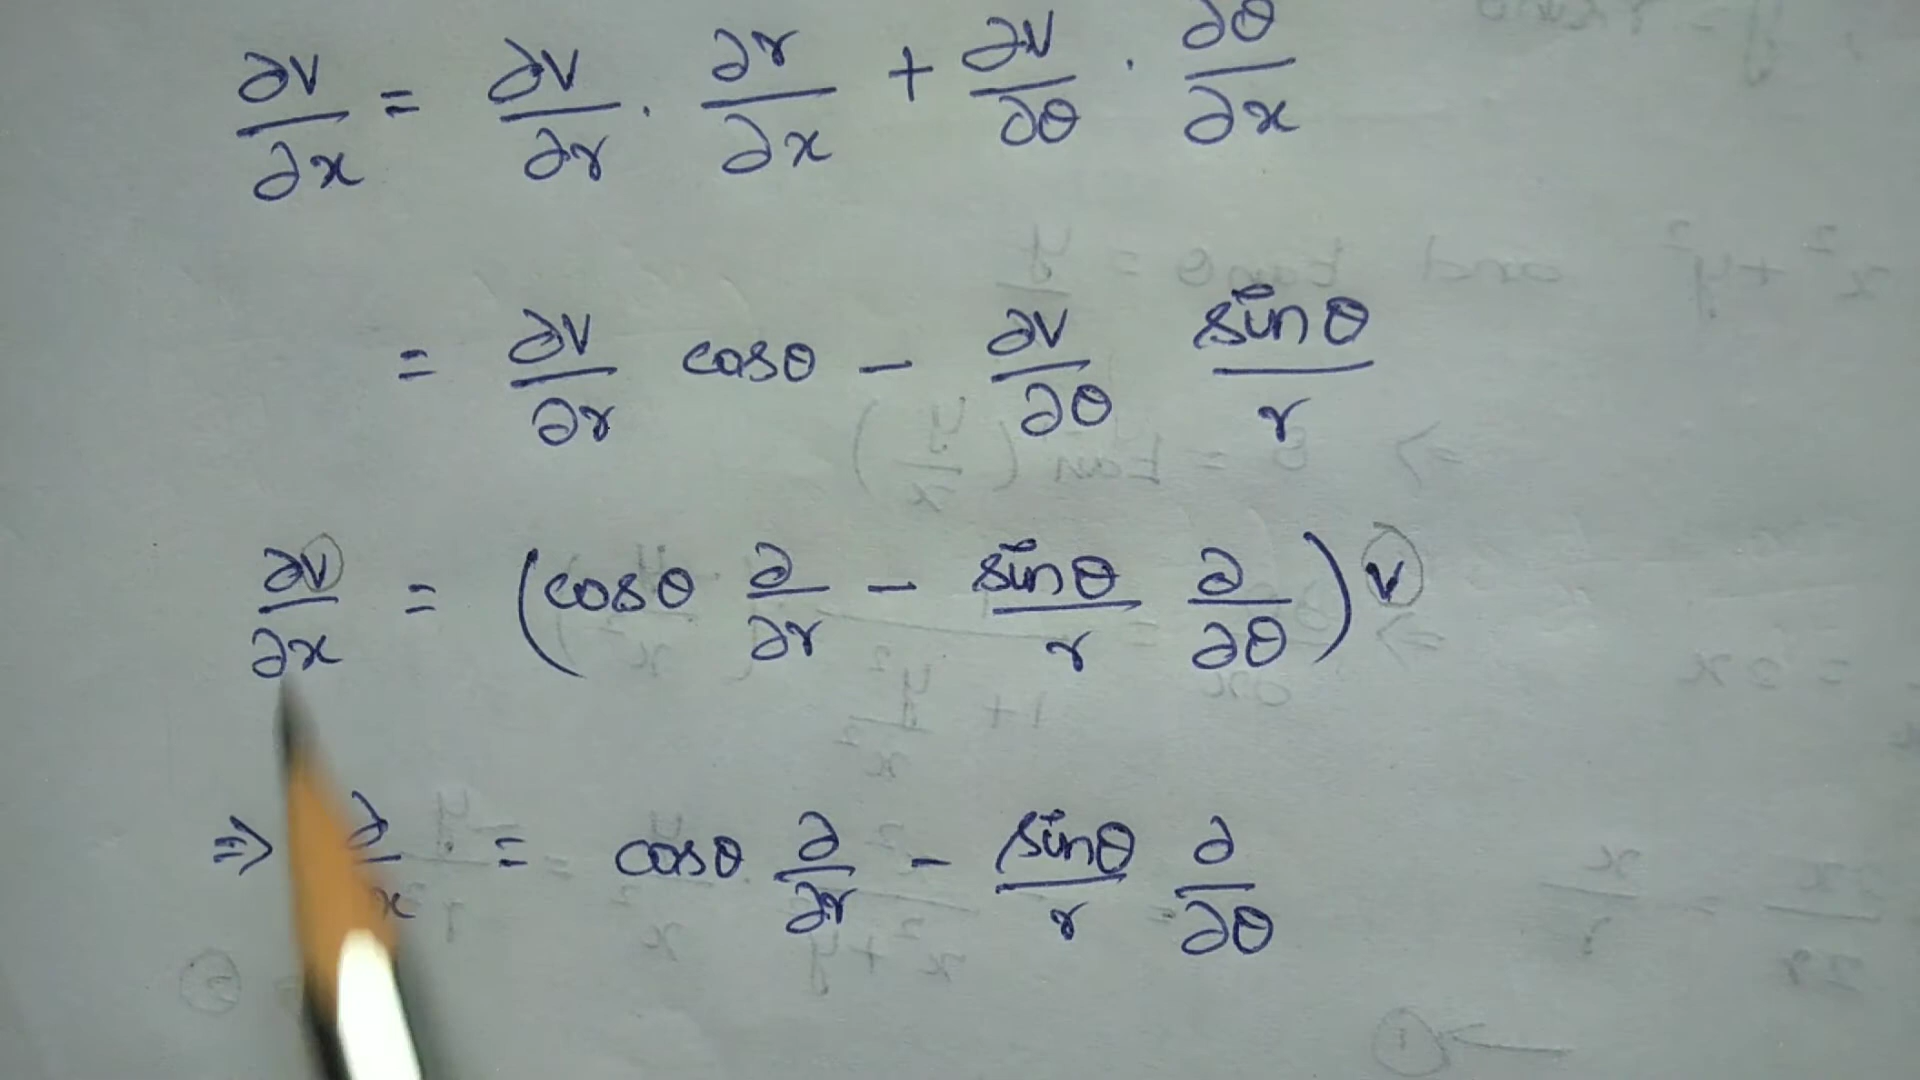 ∂v/∂x = ∂v/∂r · ∂r/∂x + ∂v/∂θ · ∂θ/∂x
= ∂v/∂r cosθ − ∂v/∂θ sinθ/r
∂v/∂x = (cosθ ∂/∂r − sinθ/r ∂/∂θ) v
⇒ ∂/∂x = cosθ ∂/∂r − sinθ/r ∂/∂θ